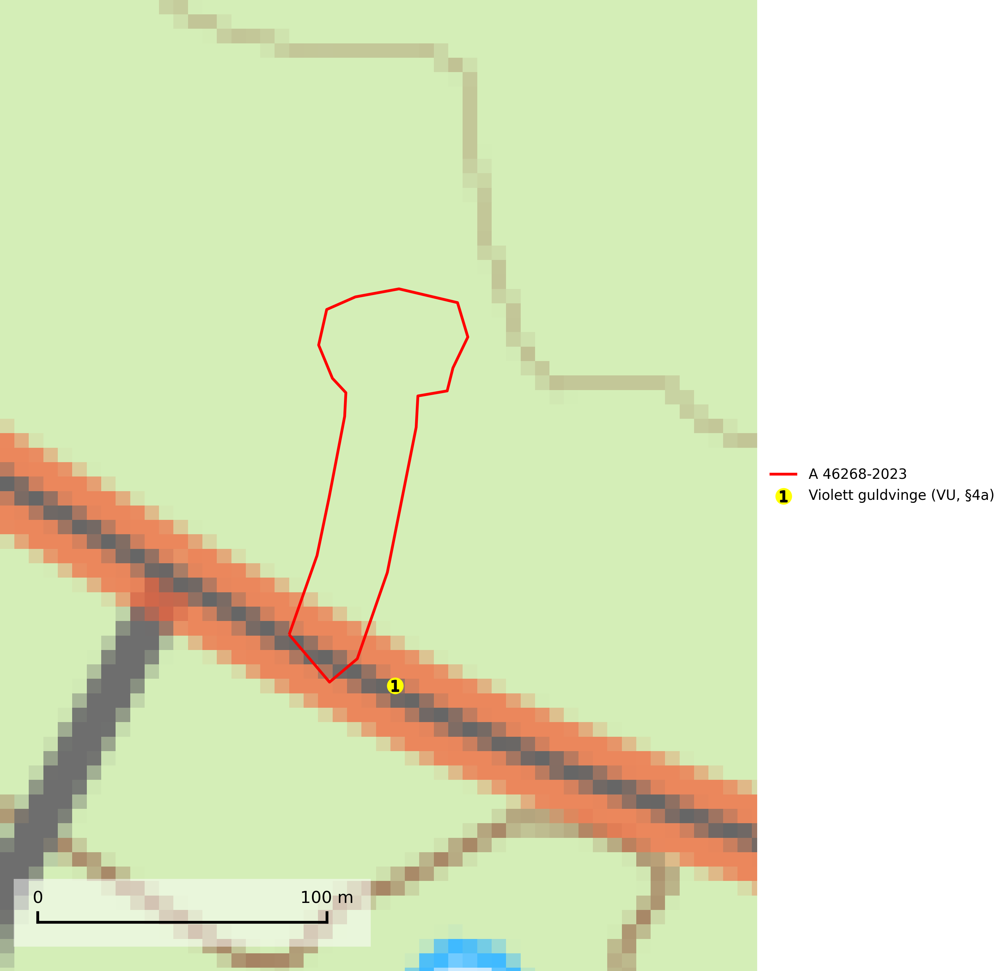 A 46268-2023
1 Violett guldvinge (VU, §4a)
1
0 100 m